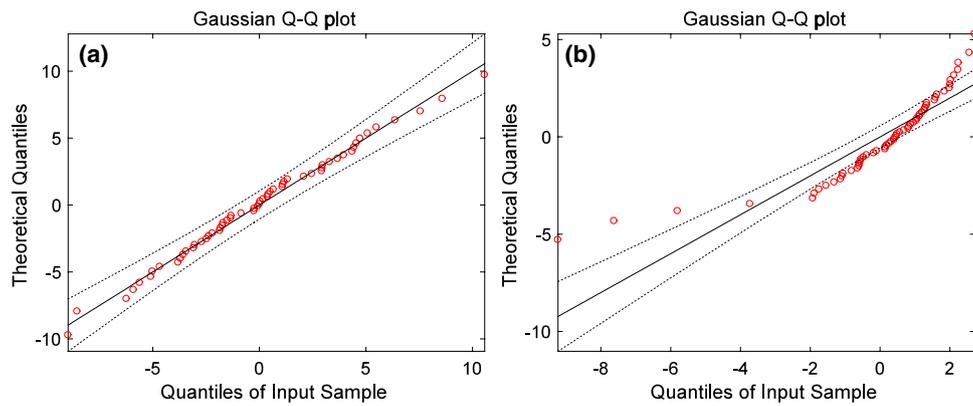 Gaussian Q-Q plot
(a)
10
5
0
-5
-10
-5
0
5
10
Theoretical Quantiles
Quantiles of Input Sample
Gaussian Q-Q plot
(b)
5
0
-5
-10
-8
-6
-4
-2
0
2
Theoretical Quantiles
Quantiles of Input Sample